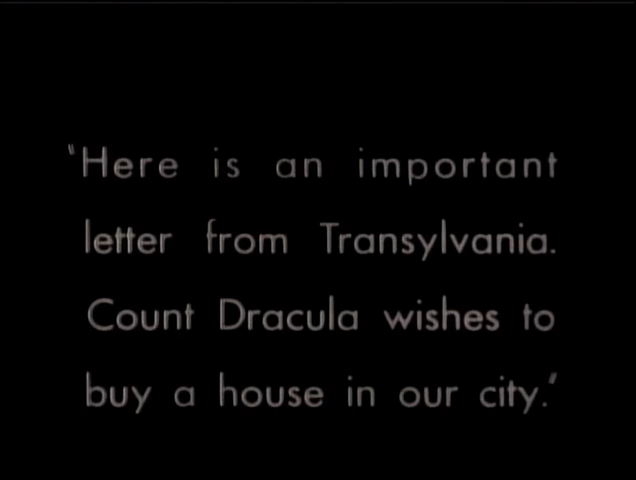 "Here is an important
letter from Transylvania.
Count Dracula wishes to
buy a house in our city."